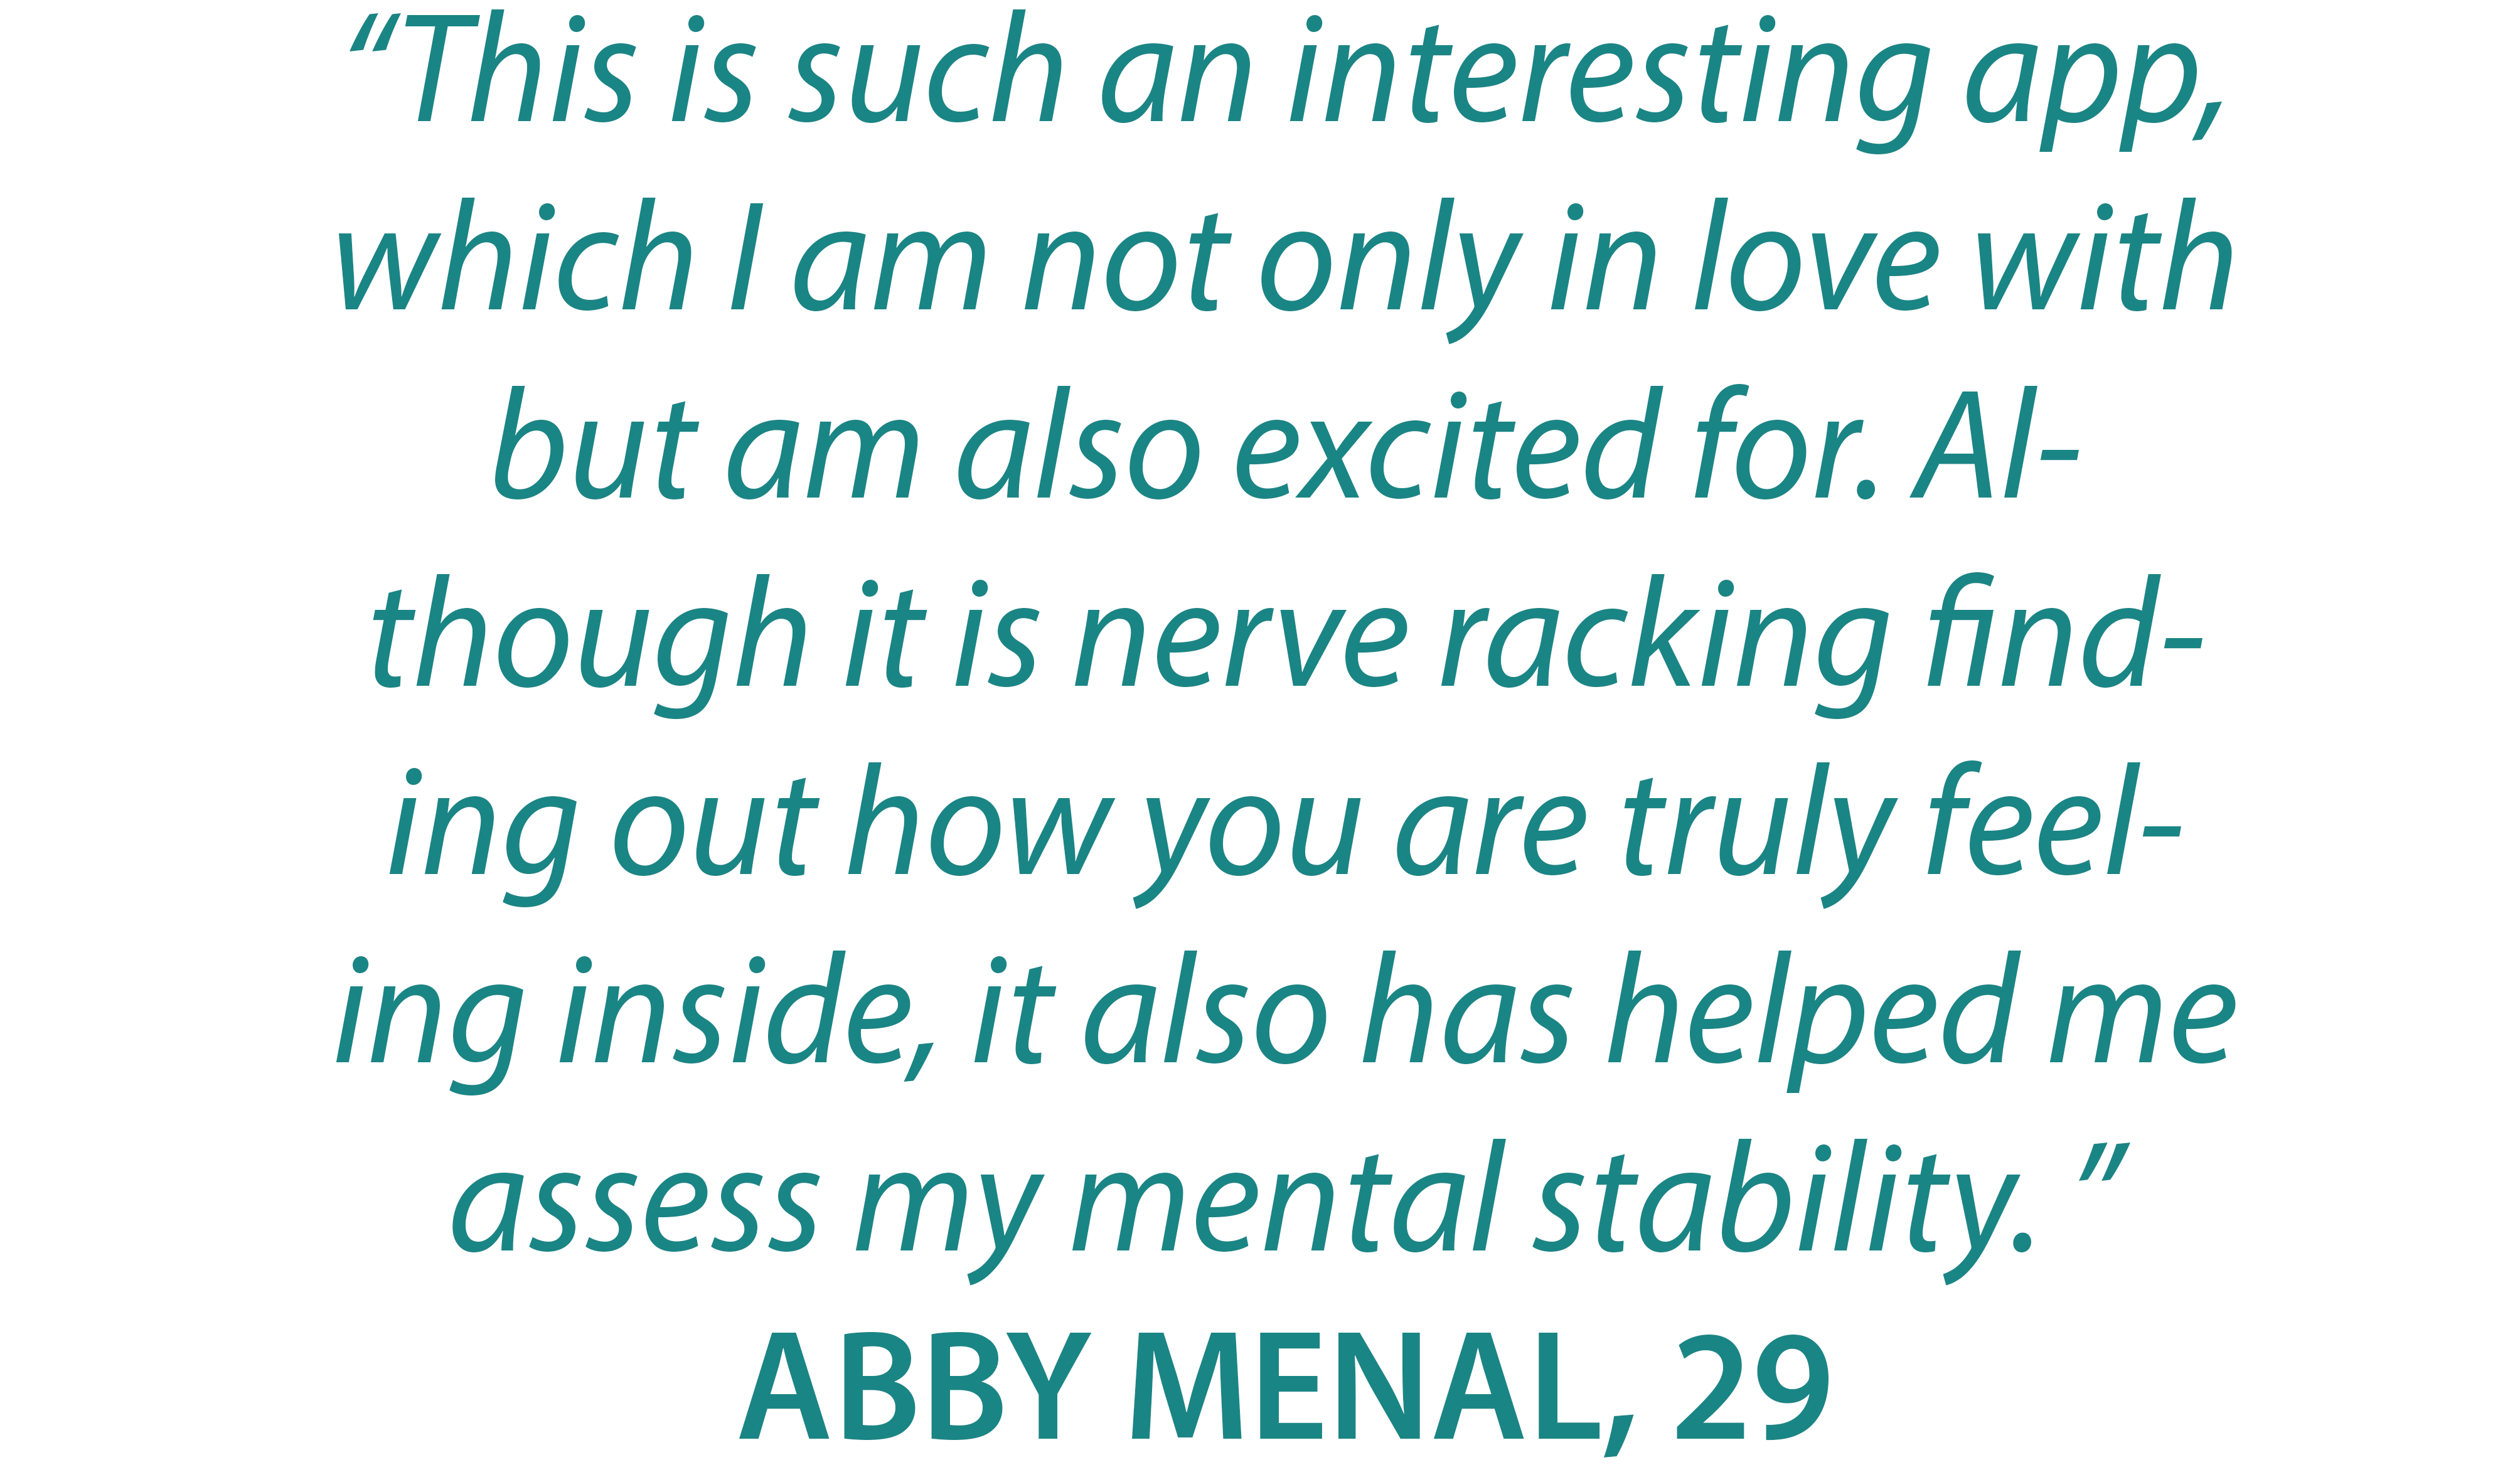 “This is such an interesting app,
which I am not only in love with
but am also excited for. Al-
though it is nerve racking find-
ing out how you are truly feel-
ing inside, it also has helped me
assess my mental stability. ”
ABBY MENAL, 29